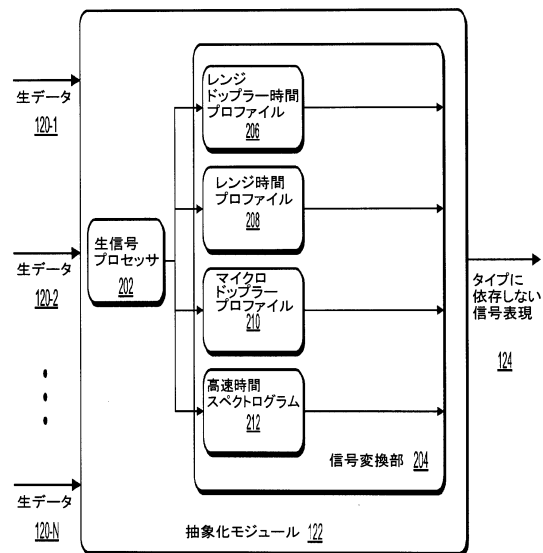 生データ
120-1
生データ
120-2
生データ
120-N
生信号
プロセッサ
202
レンジ
ドップラー時間
プロファイル
206
レンジ時間
プロファイル
208
マイクロ
ドップラー
プロファイル
210
高速時間
スペクトログラム
212
信号変換部 204
抽象化モジュール 122
タイプに
依存しない
信号表現
124